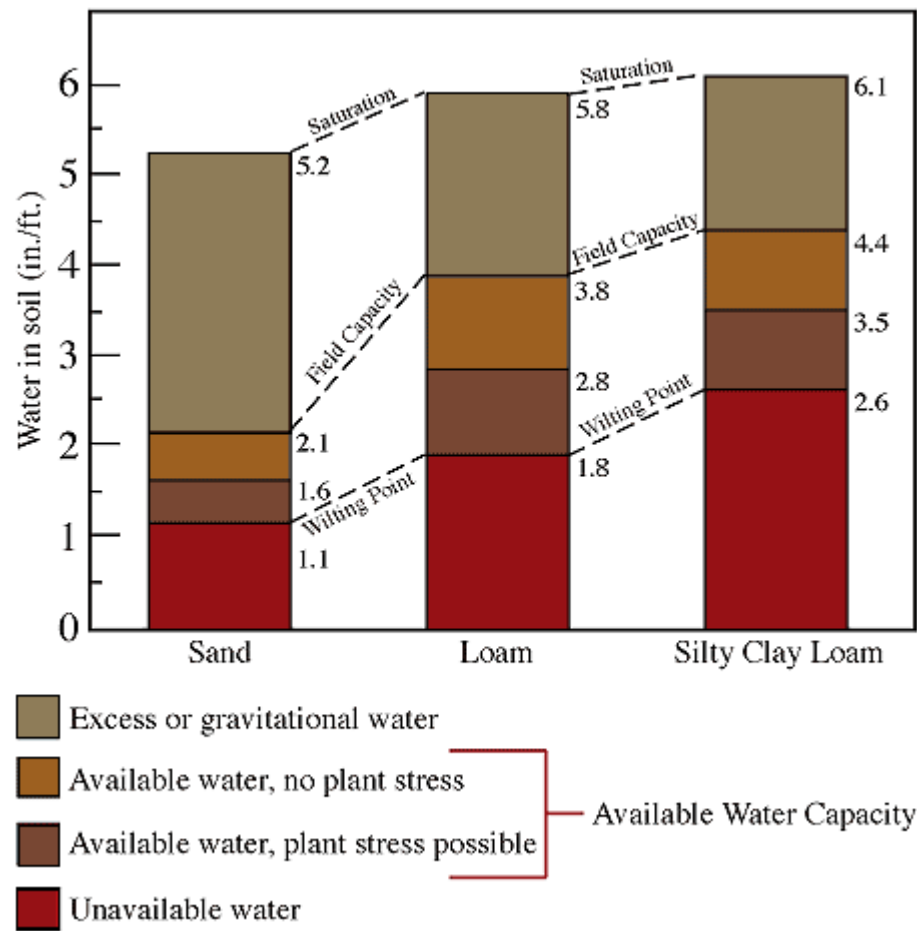 Water in soil (in./ft.)
6
5
4
3
2
1
0
Saturation
Saturation
5.2
5.8
6.1
Field Capacity
Field Capacity
2.1
3.8
4.4
1.6
2.8
3.5
Wilting Point
Wilting Point
1.1
1.8
2.6
Sand
Loam
Silty Clay Loam
Excess or gravitational water
Available water, no plant stress
Available Water Capacity
Available water, plant stress possible
Unavailable water